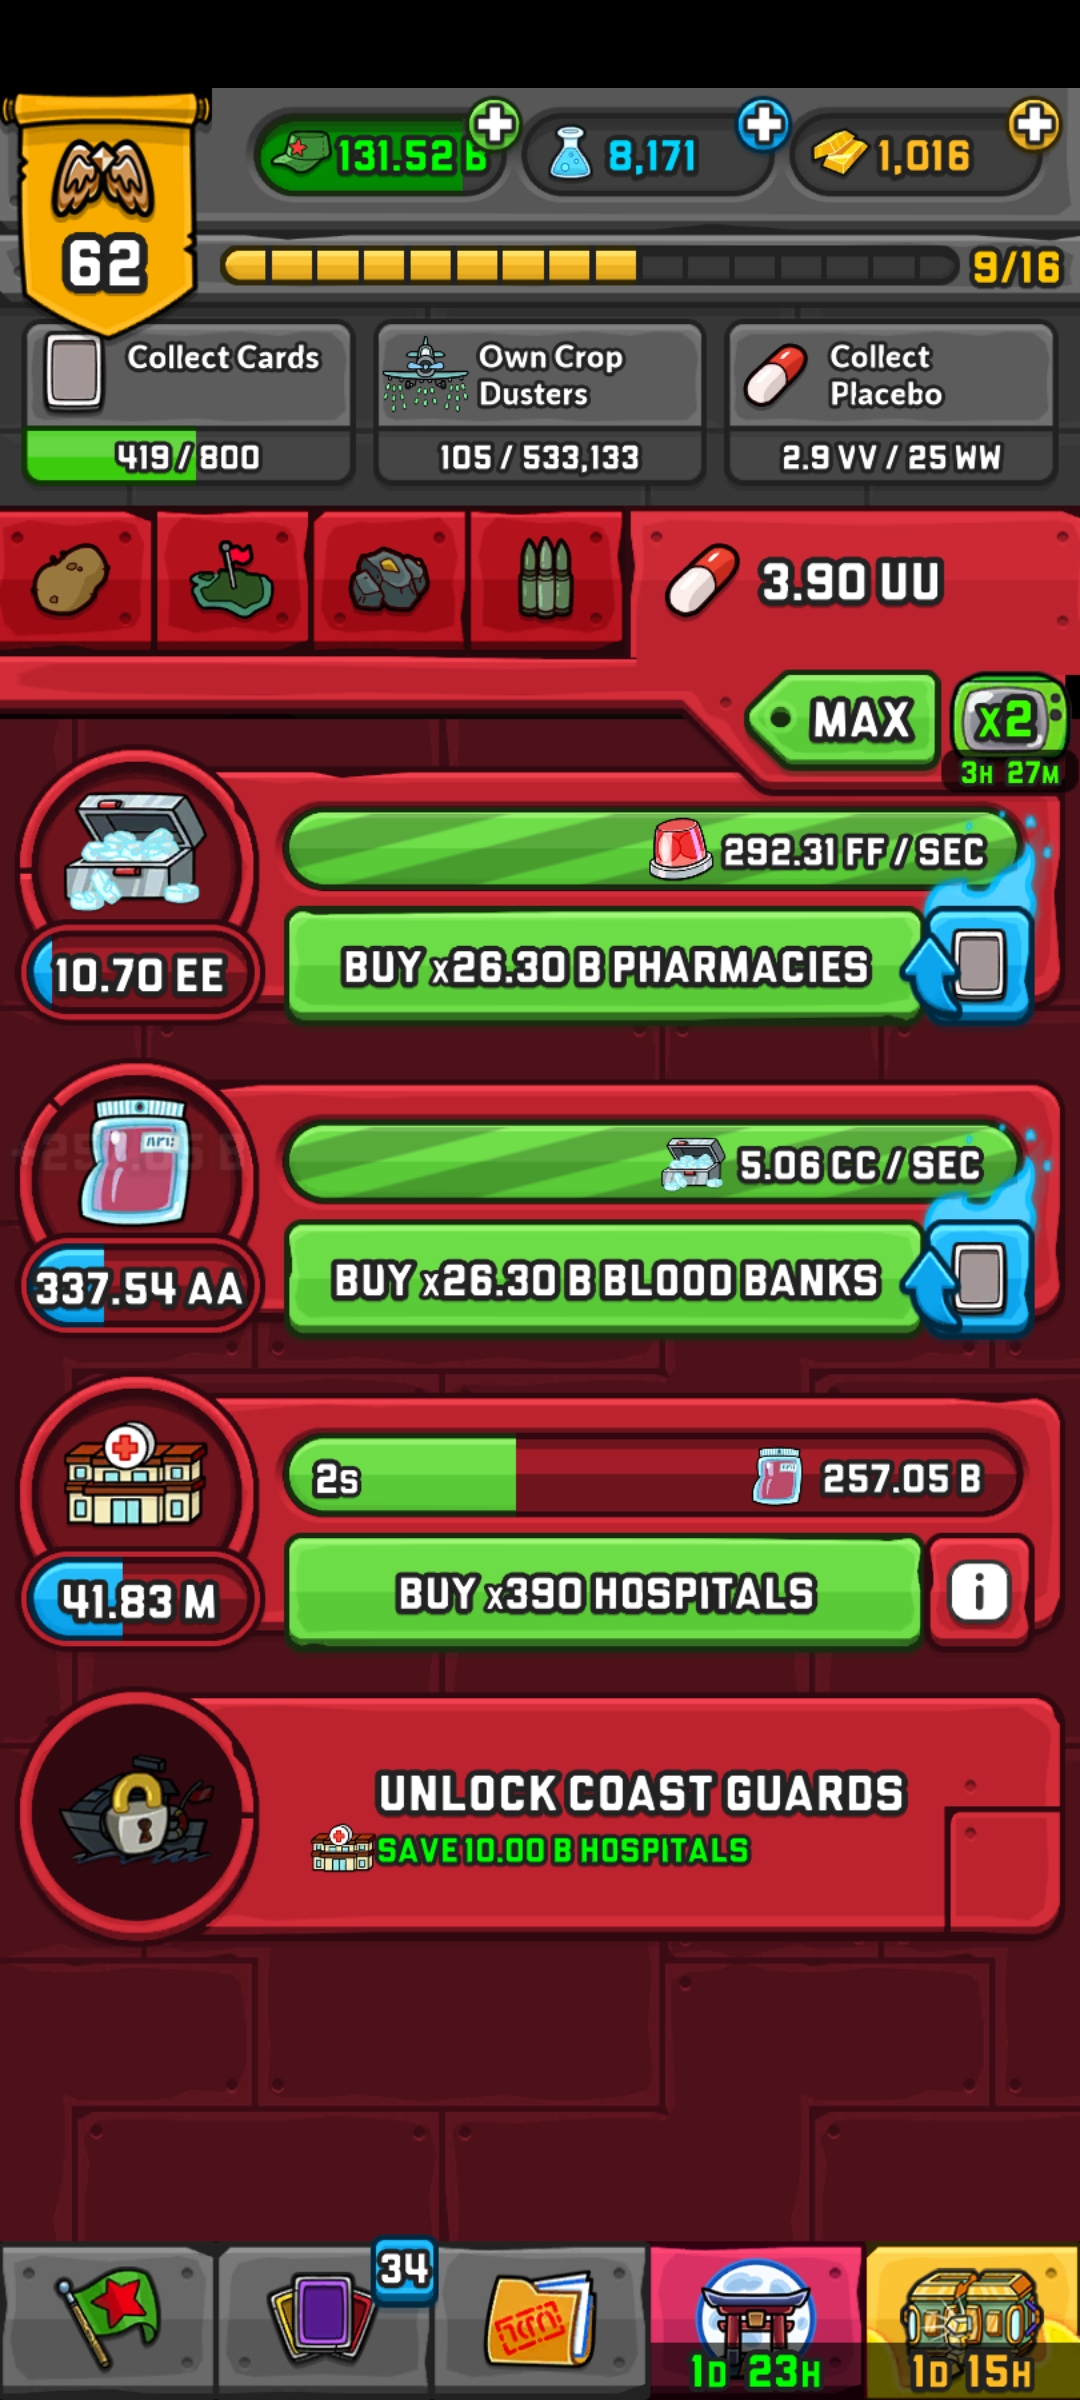 131.52 B
8,171
1,016
62
9/16
Collect Cards
419 / 800
Own Crop
Dusters
105 / 533,133
Collect
Placebo
2.9 VV / 25 WW
3.90 UU
MAX
x2
3H 27M
292.31 FF / SEC
10.70 EE
BUY x26.30 B PHARMACIES
5.06 CC / SEC
337.54 AA
BUY x26.30 B BLOOD BANKS
2s
257.05 B
41.83 M
BUY x390 HOSPITALS
i
UNLOCK COAST GUARDS
SAVE 10.00 B HOSPITALS
34
1D 23H
1D 15H